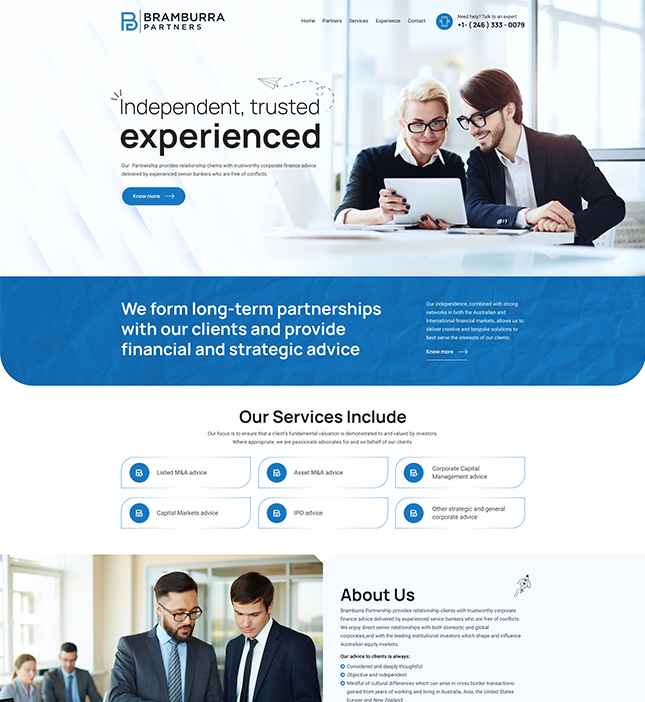 BRAMBURRA
PARTNERS
Home Partners Services Experience Contact
Need help? Talk to an expert
+1- ( 246 ) 333 - 0079
Independent, trusted
experienced
Our Partnership provides relationship clients with trustworthy corporate finance advice
delivered by experienced senior bankers who are free of conflicts.
Know more
We form long-term partnerships
with our clients and provide
financial and strategic advice
Our independence, combined with strong
networks in both the Australian and
International financial markets, allows us to
deliver creative and bespoke solutions to
best serve the interests of our clients.
Know more
Our Services Include
Our focus is to ensure that a client's fundamental valuation is demonstrated to and valued by investors.
Where appropriate, we are passionate advocates for and on behalf of our clients.
Listed M&A advice
Asset M&A advice
Corporate Capital
Management advice
Capital Markets advice
IPO advice
Other strategic and general
corporate advice
About Us
Bramburra Partnership provides relationship clients with trustworthy corporate
finance advice delivered by experienced senior bankers who are free of conflicts.
We enjoy direct senior relationships with both domestic and global
corporates,and with the leading institutional investors which shape and influence
Australian equity markets.
Our advice to clients is always:
Considered and deeply thoughtful
Objective and independent
Mindful of cultural differences which can arise in cross border transactions
gained from years of working and living in Australia, Asia, the United States
Europe and New Zealand